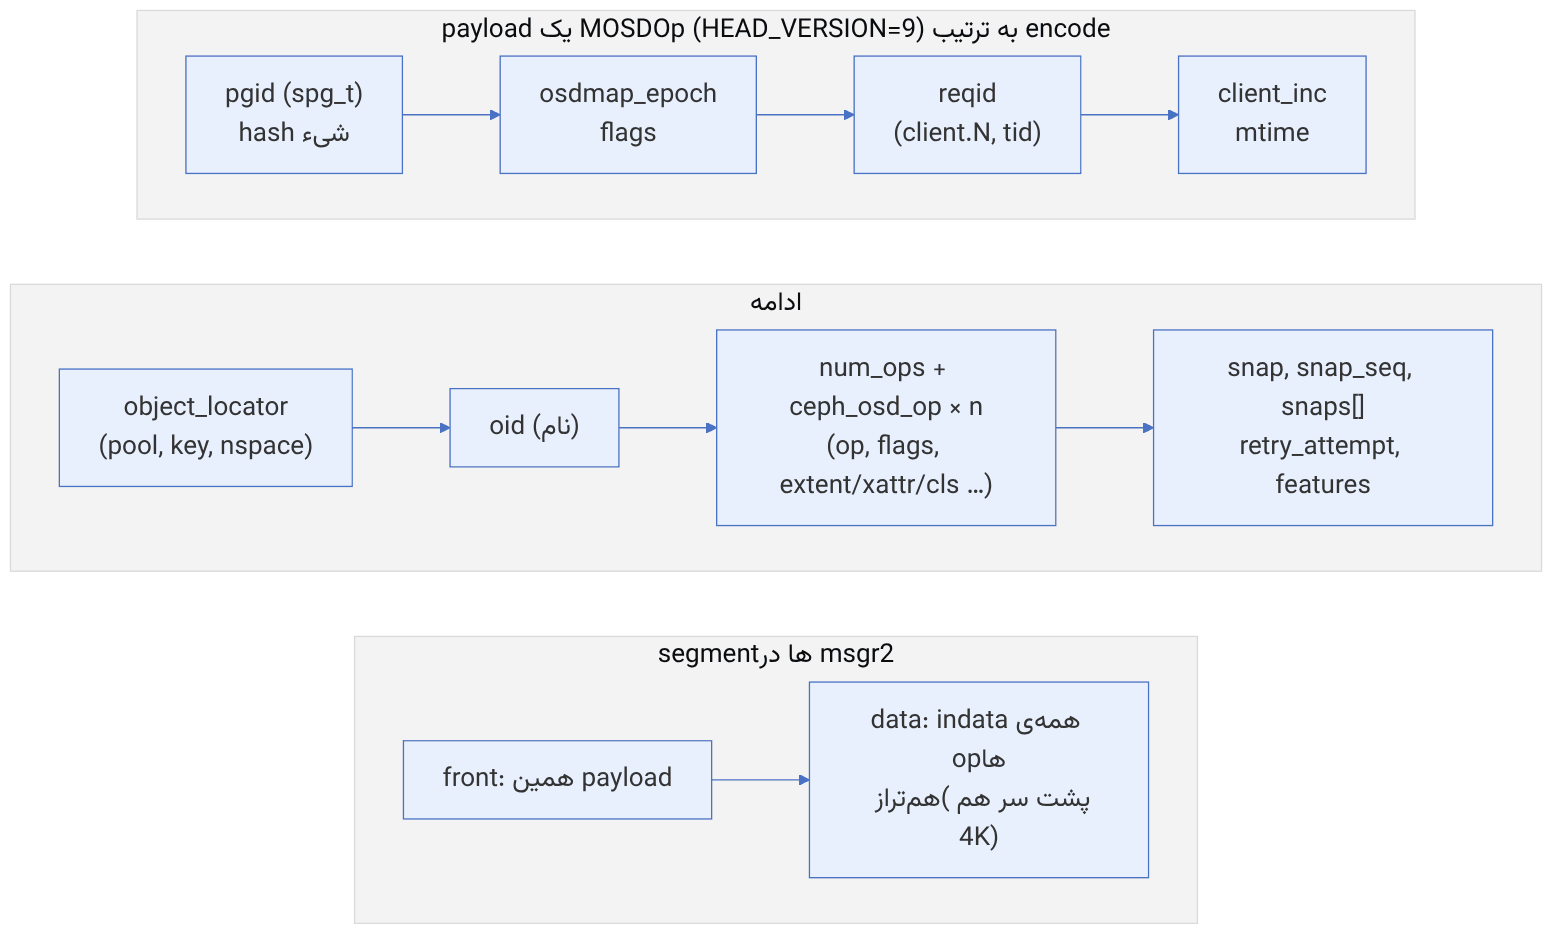 payload یک MOSDOp (HEAD_VERSION=9) به ترتیب encode
pgid (spg_t)
hash شیء
osdmap_epoch
flags
reqid
(client.N, tid)
client_inc
mtime
ادامه
object_locator
(pool, key, nspace)
oid (نام)
num_ops +
ceph_osd_op × n
(op, flags,
extent/xattr/cls …)
snap, snap_seq,
snaps[]
retry_attempt,
features
segmentها در msgr2
front: همین payload
data: indata همه‌ی
opها
پشت سر هم (هم‌تراز
4K)